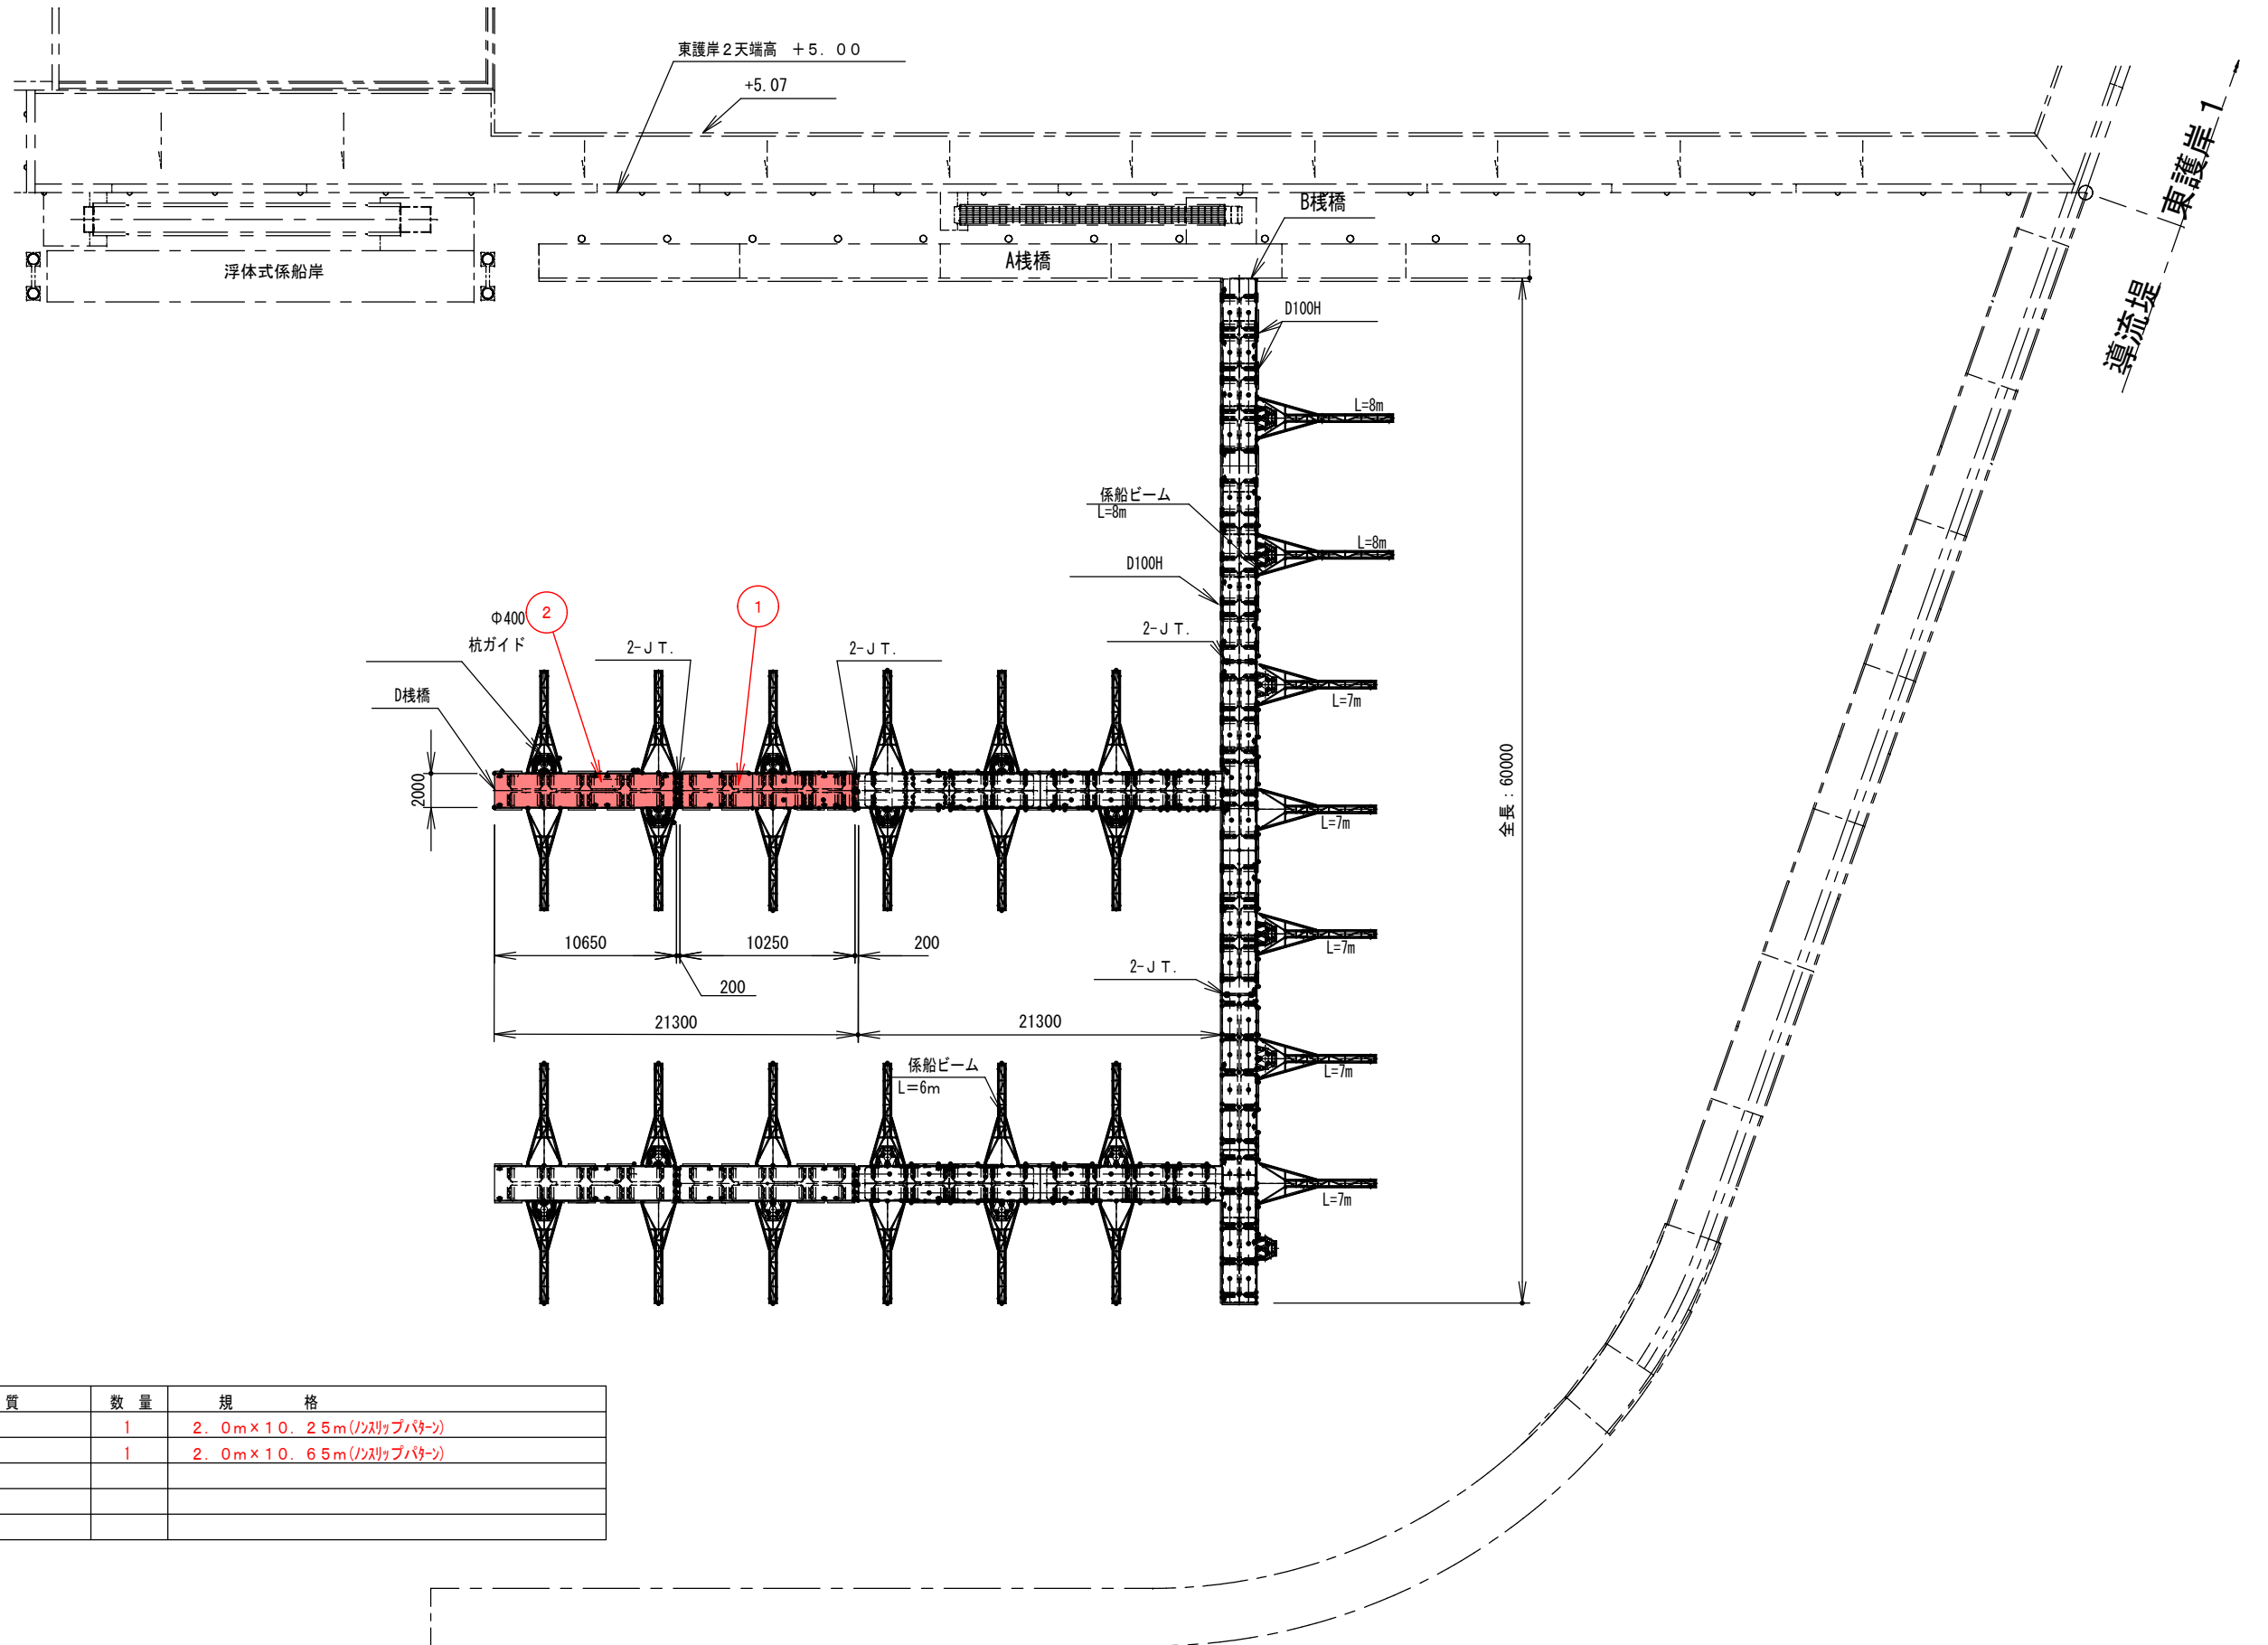 東護岸2天端高 +5.00
+5.07
東護岸1
導流堤
B桟橋
A桟橋
浮体式係船岸
D100H
L=8m
係船ビーム
L=8m
L=8m
D100H
2-JT.
Φ400
杭ガイド
2
1
2-JT.
2-JT.
D桟橋
L=7m
2000
全長:60000
L=7m
10650
10250
200
L=7m
2-JT.
200
21300
21300
係船ビーム
L=6m
L=7m
L=7m
質 数量 規格
1 2.0m×10.25m(ノンスリップパターン)
1 2.0m×10.65m(ノンスリップパターン)